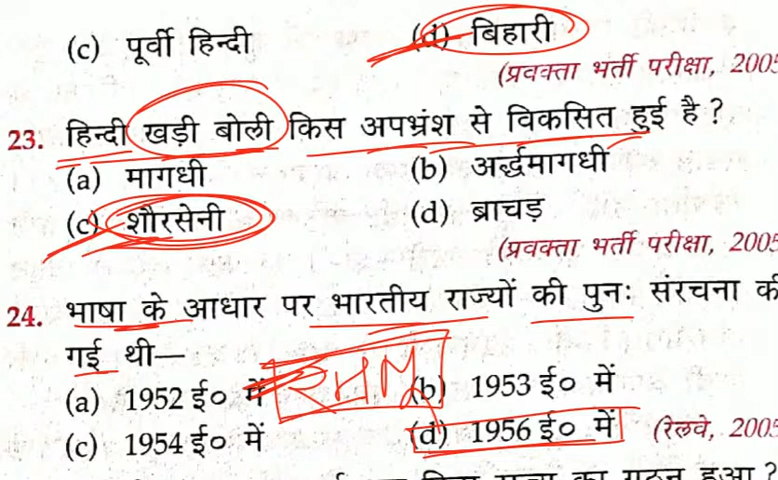 (c) पूर्वी हिन्दी (d) बिहारी
(प्रवक्ता भर्ती परीक्षा, 2005
23. हिन्दी खड़ी बोली किस अपभ्रंश से विकसित हुई है ?
(a) मागधी (b) अर्द्धमागधी
(c) शौरसेनी (d) ब्राचड़
(प्रवक्ता भर्ती परीक्षा, 2005
24. भाषा के आधार पर भारतीय राज्यों की पुनः संरचना की
गई थी—
(a) 1952 ई० में (b) 1953 ई० में
(c) 1954 ई० में (d) 1956 ई० में (रेलवे, 2005
किस राज्य का गठन हुआ ?